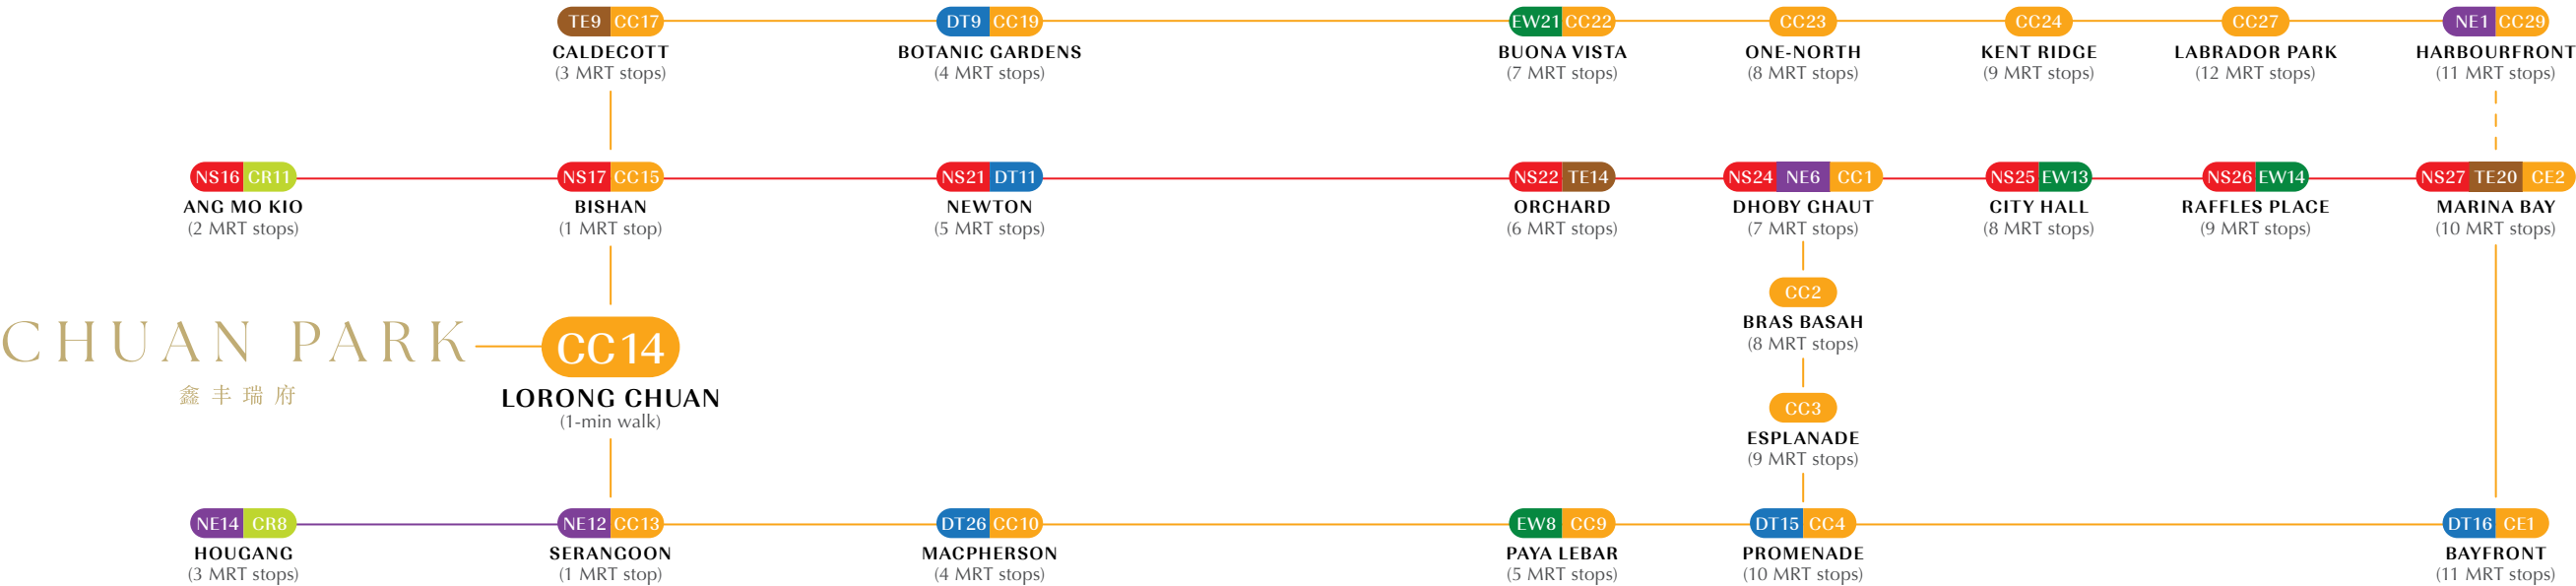 TE9 CC17
CALDECOTT
(3 MRT stops)
DT9 CC19
BOTANIC GARDENS
(4 MRT stops)
EW21 CC22
BUONA VISTA
(7 MRT stops)
CC23
ONE-NORTH
(8 MRT stops)
CC24
KENT RIDGE
(9 MRT stops)
CC27
LABRADOR PARK
(12 MRT stops)
NE1 CC29
HARBOURFRONT
(11 MRT stops)
NS16 CR11
ANG MO KIO
(2 MRT stops)
NS17 CC15
BISHAN
(1 MRT stop)
NS21 DT11
NEWTON
(5 MRT stops)
NS22 TE14
ORCHARD
(6 MRT stops)
NS24 NE6 CC1
DHOBY GHAUT
(7 MRT stops)
NS25 EW13
CITY HALL
(8 MRT stops)
NS26 EW14
RAFFLES PLACE
(9 MRT stops)
NS27 TE20 CE2
MARINA BAY
(10 MRT stops)
CC2
BRAS BASAH
(8 MRT stops)
CHUAN PARK
鑫丰瑞府
CC14
LORONG CHUAN
(1-min walk)
CC3
ESPLANADE
(9 MRT stops)
NE14 CR8
HOUGANG
(3 MRT stops)
NE12 CC13
SERANGOON
(1 MRT stop)
DT26 CC10
MACPHERSON
(4 MRT stops)
EW8 CC9
PAYA LEBAR
(5 MRT stops)
DT15 CC4
PROMENADE
(10 MRT stops)
DT16 CE1
BAYFRONT
(11 MRT stops)